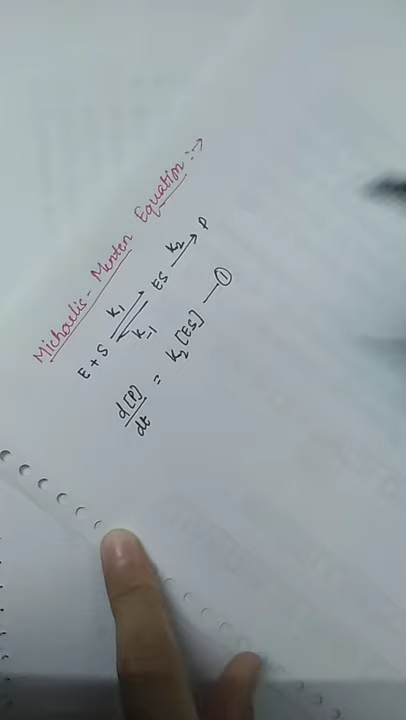 Michaelis - Menten Equation :→
E + S ⇌ ES → P
K1 K-1 K2
d[P]/dt = K2 [ES] — ①